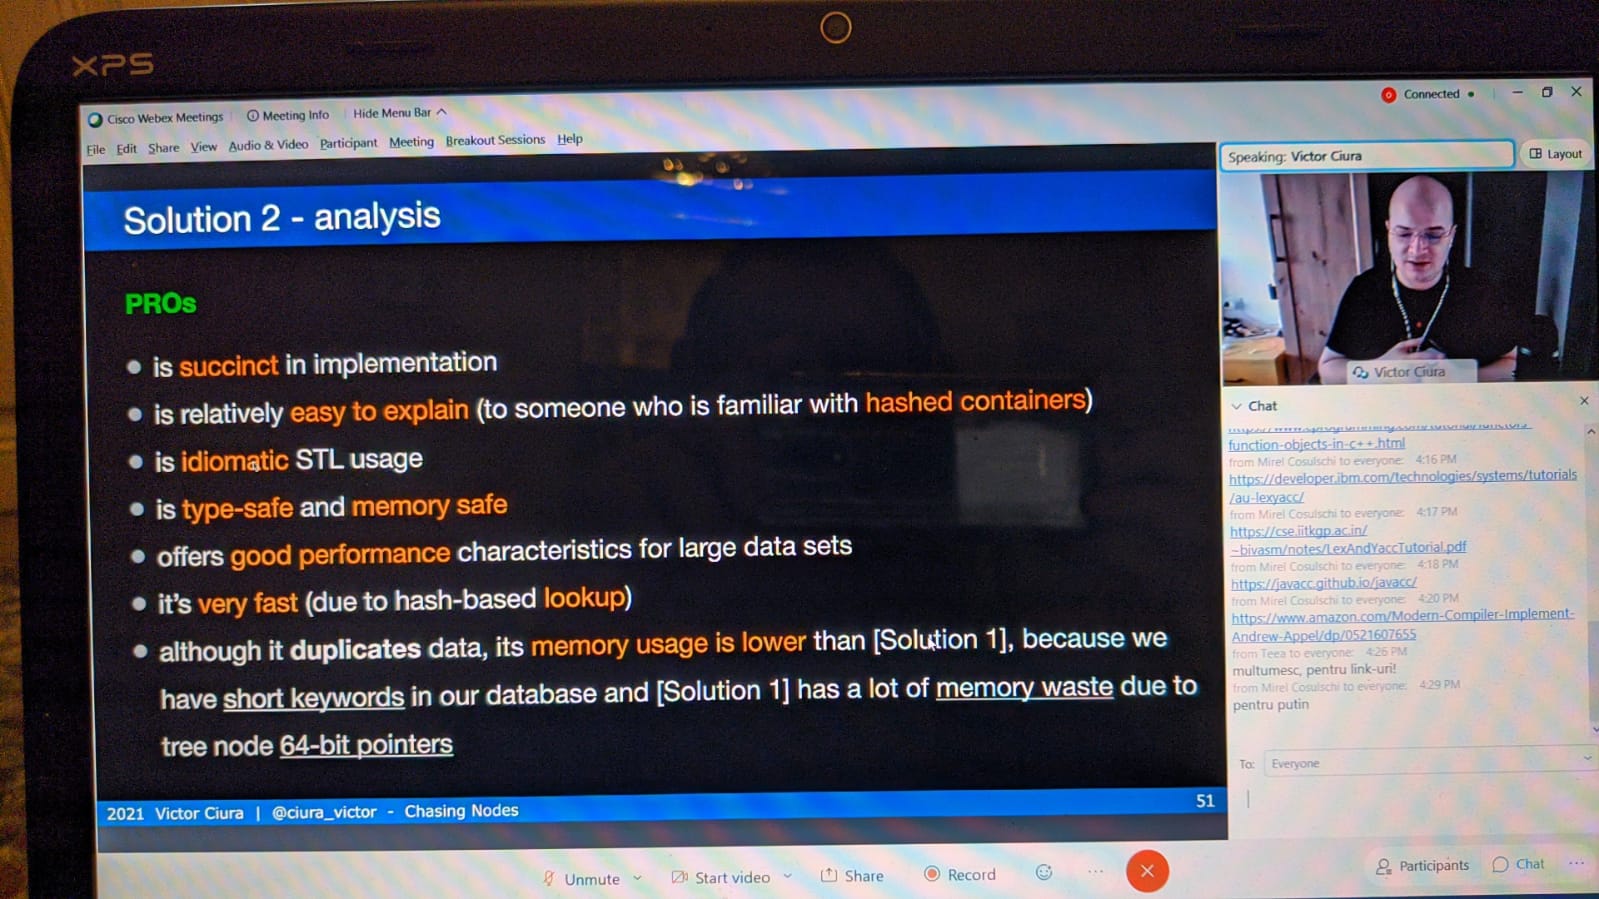 XPS
Cisco Webex Meetings
Meeting Info
Hide Menu Bar
Connected
File Edit Share View Audio & Video Participant Meeting Breakout Sessions Help
Speaking: Victor Ciura
Layout
Solution 2 - analysis
PROs
is succinct in implementation
is relatively easy to explain (to someone who is familiar with hashed containers)
is idiomatic STL usage
is type-safe and memory safe
offers good performance characteristics for large data sets
it's very fast (due to hash-based lookup)
although it duplicates data, its memory usage is lower than [Solution 1], because we
have short keywords in our database and [Solution 1] has a lot of memory waste due to
tree node 64-bit pointers
2021 Victor Ciura | @ciura_victor - Chasing Nodes
51
Victor Ciura
Chat
function-objects-in-c++.html
from Mirel Cosulschi to everyone: 4:16 PM
https://developer.ibm.com/technologies/systems/tutorials
/au-lexyacc/
from Mirel Cosulschi to everyone: 4:17 PM
https://cse.iitkgp.ac.in/
~bivasm/notes/LexAndYaccTutorial.pdf
from Mirel Cosulschi to everyone: 4:18 PM
https://javacc.github.io/javacc/
from Mirel Cosulschi to everyone: 4:20 PM
https://www.amazon.com/Modern-Compiler-Implement-
Andrew-Appel/dp/0521607655
from Teea to everyone: 4:26 PM
multumesc, pentru link-uri!
from Mirel Cosulschi to everyone: 4:29 PM
pentru putin
To: Everyone
Unmute
Start video
Share
Record
Participants
Chat